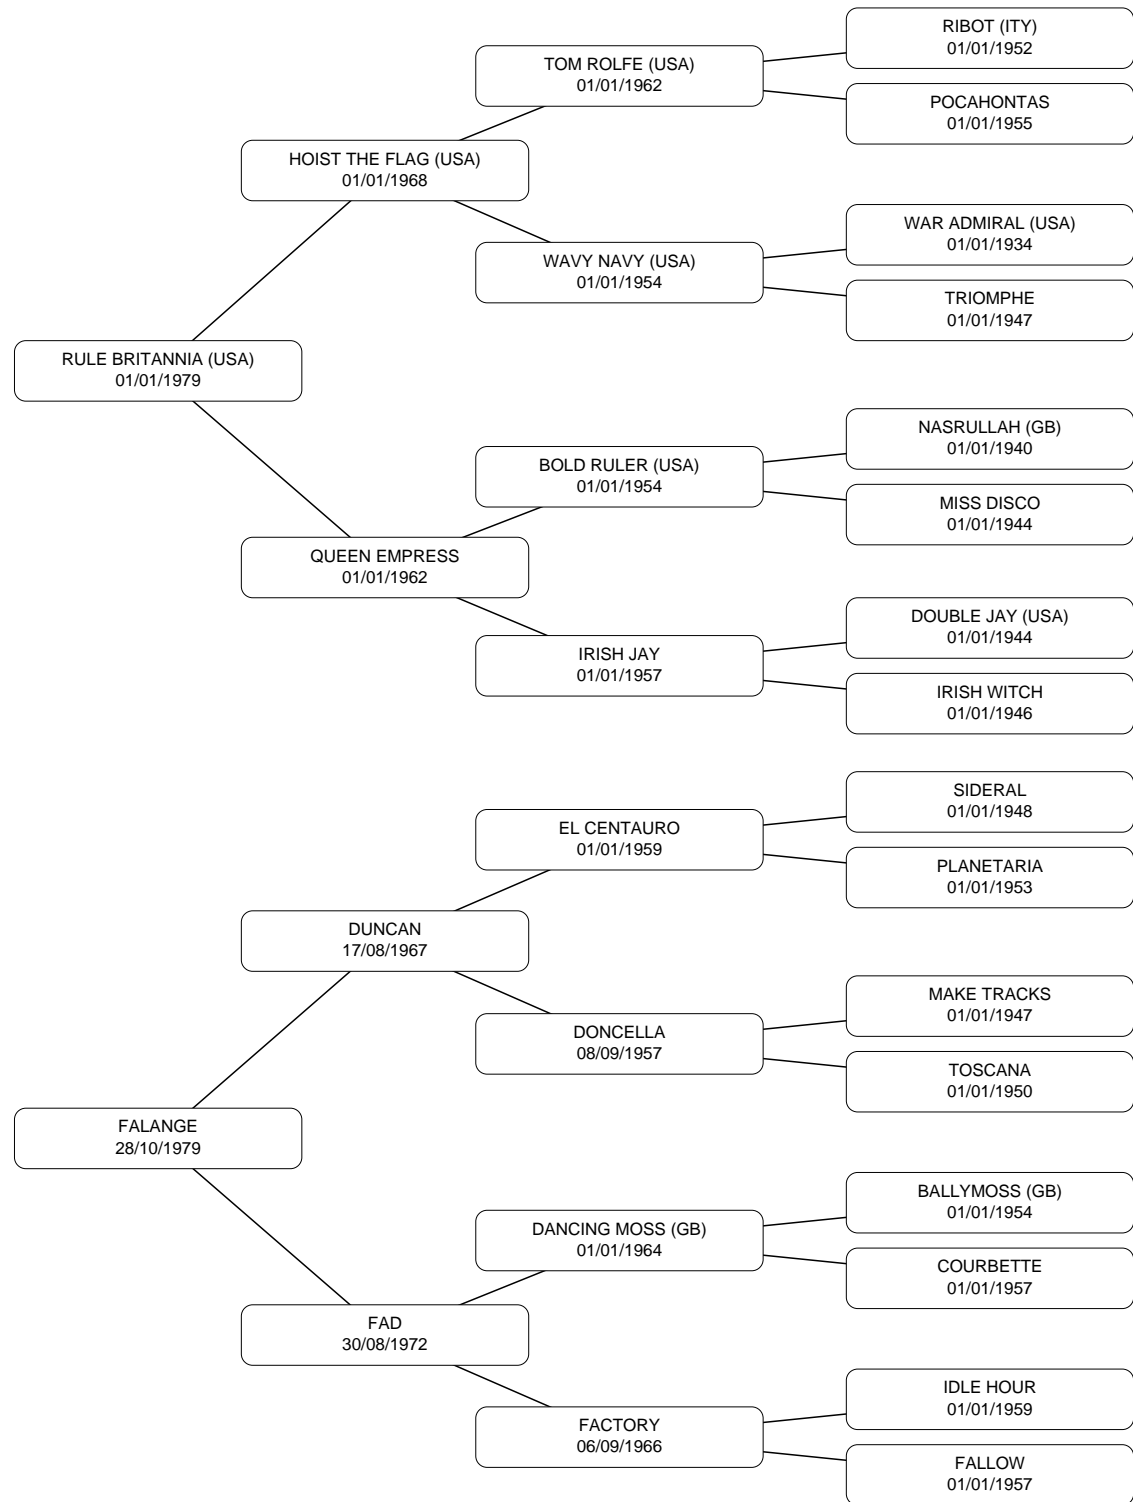 RIBOT (ITY)
01/01/1952
TOM ROLFE (USA)
01/01/1962
POCAHONTAS
01/01/1955
HOIST THE FLAG (USA)
01/01/1968
WAR ADMIRAL (USA)
01/01/1934
WAVY NAVY (USA)
01/01/1954
TRIOMPHE
01/01/1947
RULE BRITANNIA (USA)
01/01/1979
NASRULLAH (GB)
01/01/1940
BOLD RULER (USA)
01/01/1954
MISS DISCO
01/01/1944
QUEEN EMPRESS
01/01/1962
DOUBLE JAY (USA)
01/01/1944
IRISH JAY
01/01/1957
IRISH WITCH
01/01/1946
SIDERAL
01/01/1948
EL CENTAURO
01/01/1959
PLANETARIA
01/01/1953
DUNCAN
17/08/1967
MAKE TRACKS
01/01/1947
DONCELLA
08/09/1957
TOSCANA
01/01/1950
FALANGE
28/10/1979
BALLYMOSS (GB)
01/01/1954
DANCING MOSS (GB)
01/01/1964
COURBETTE
01/01/1957
FAD
30/08/1972
IDLE HOUR
01/01/1959
FACTORY
06/09/1966
FALLOW
01/01/1957